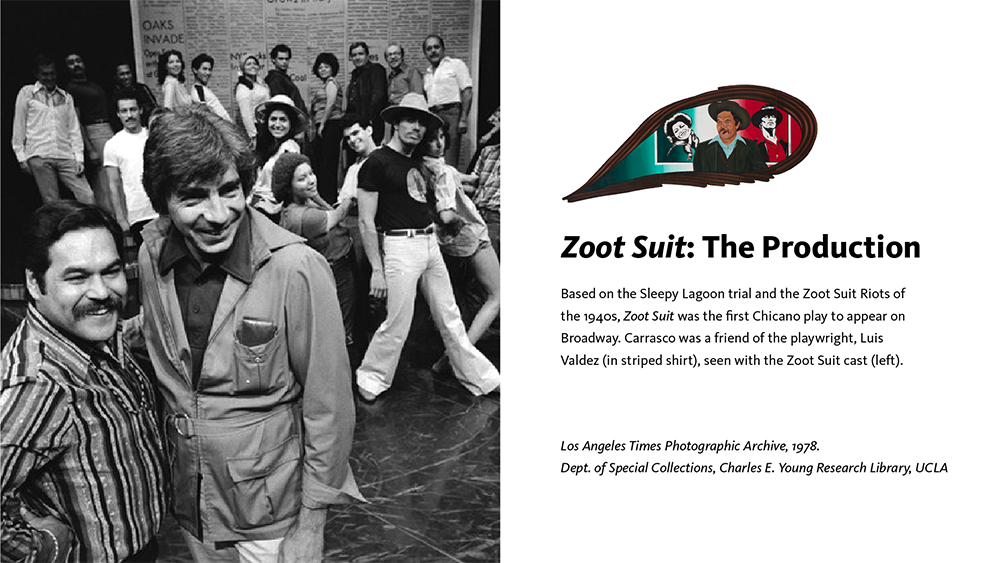 OAKS
INVADE
Zoot Suit: The Production
Based on the Sleepy Lagoon trial and the Zoot Suit Riots of
the 1940s, Zoot Suit was the first Chicano play to appear on
Broadway. Carrasco was a friend of the playwright, Luis
Valdez (in striped shirt), seen with the Zoot Suit cast (left).
Los Angeles Times Photographic Archive, 1978.
Dept. of Special Collections, Charles E. Young Research Library, UCLA